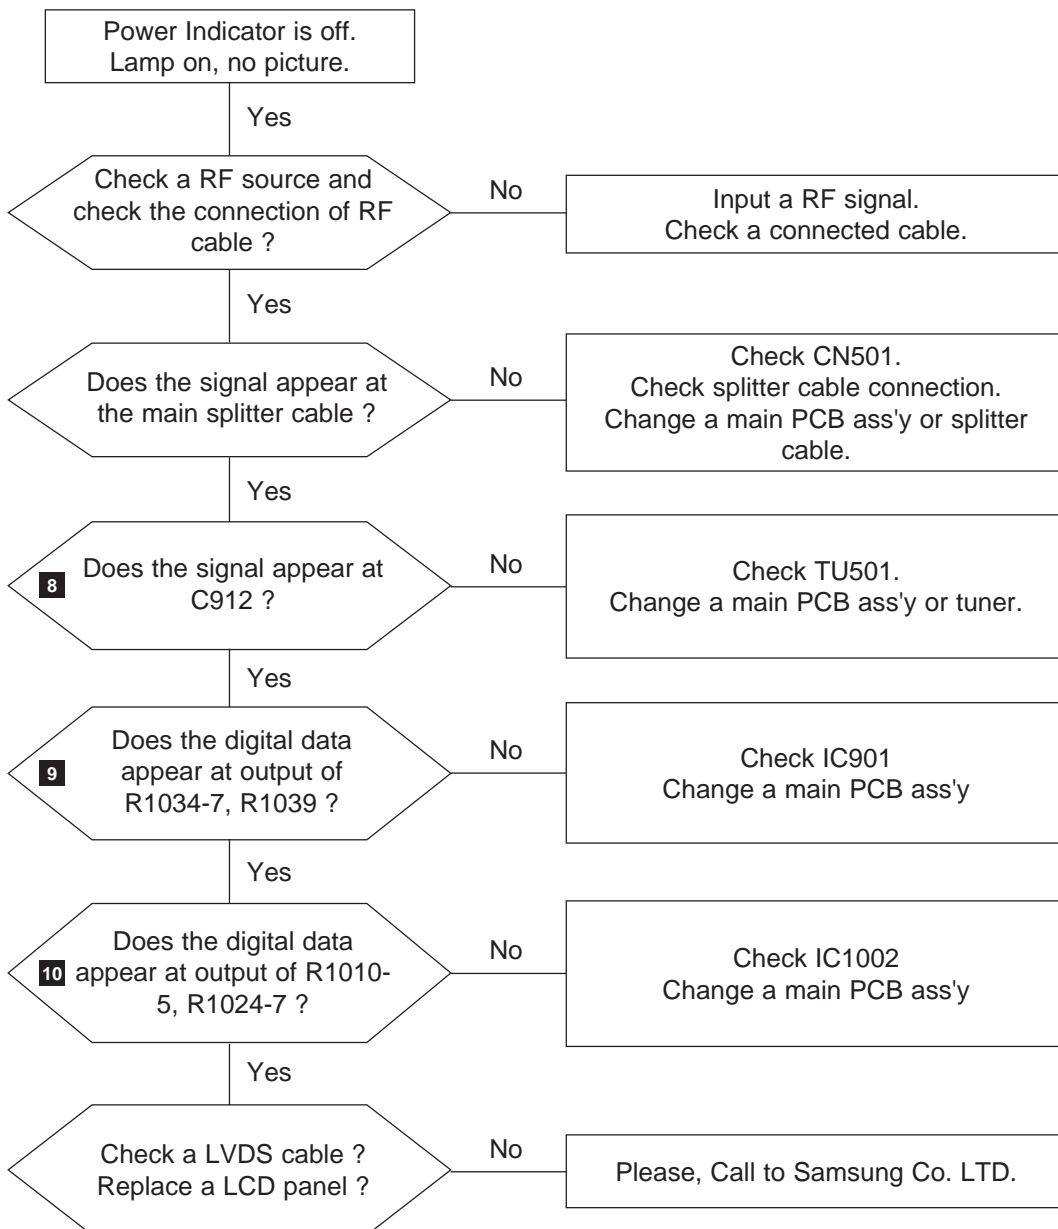 Power Indicator is off.
Lamp on, no picture.
Yes
Check a RF source and
check the connection of RF
cable ?
No
Input a RF signal.
Check a connected cable.
Yes
Does the signal appear at
the main splitter cable ?
No
Check CN501.
Check splitter cable connection.
Change a main PCB ass'y or splitter
cable.
Yes
8
Does the signal appear at
C912 ?
No
Check TU501.
Change a main PCB ass'y or tuner.
Yes
9
Does the digital data
appear at output of
R1034-7, R1039 ?
No
Check IC901
Change a main PCB ass'y
Yes
10
Does the digital data
appear at output of R1010-
5, R1024-7 ?
No
Check IC1002
Change a main PCB ass'y
Yes
Check a LVDS cable ?
Replace a LCD panel ?
No
Please, Call to Samsung Co. LTD.